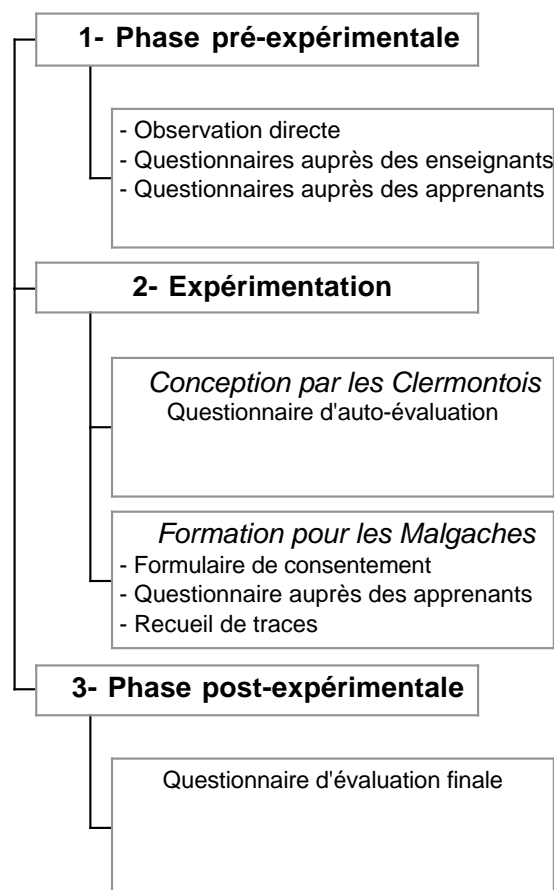 1- Phase pré-expérimentale
- Observation directe
- Questionnaires auprès des enseignants
- Questionnaires auprès des apprenants
2- Expérimentation
Conception par les Clermontois
Questionnaire d'auto-évaluation
Formation pour les Malgaches
- Formulaire de consentement
- Questionnaire auprès des apprenants
- Recueil de traces
3- Phase post-expérimentale
Questionnaire d'évaluation finale